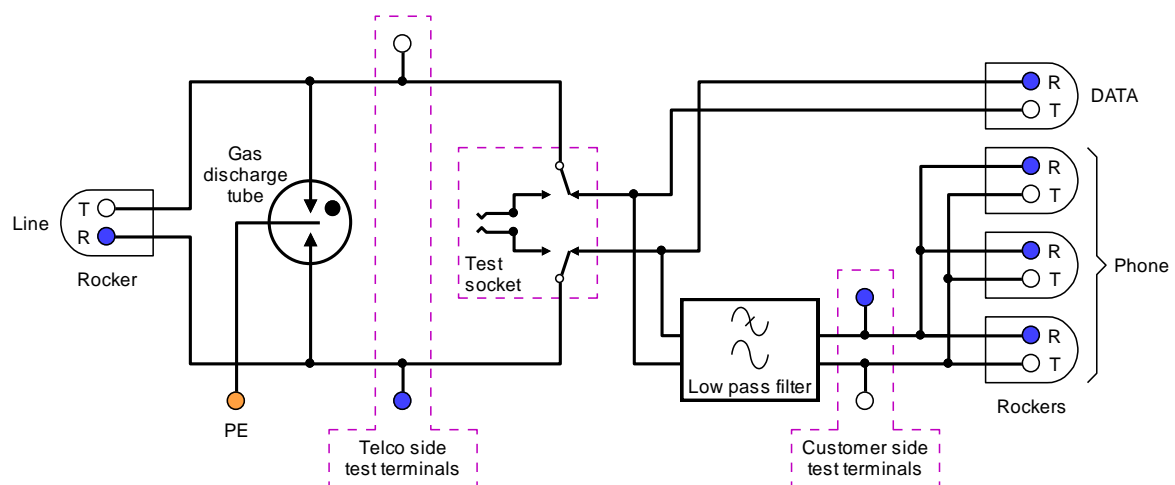 Line
T
R
Rocker
Gas
discharge
tube
PE
Telco side
test terminals
Test
socket
Low pass filter
Customer side
test terminals
R
T
DATA
R
T
R
T
R
T
Phone
Rockers